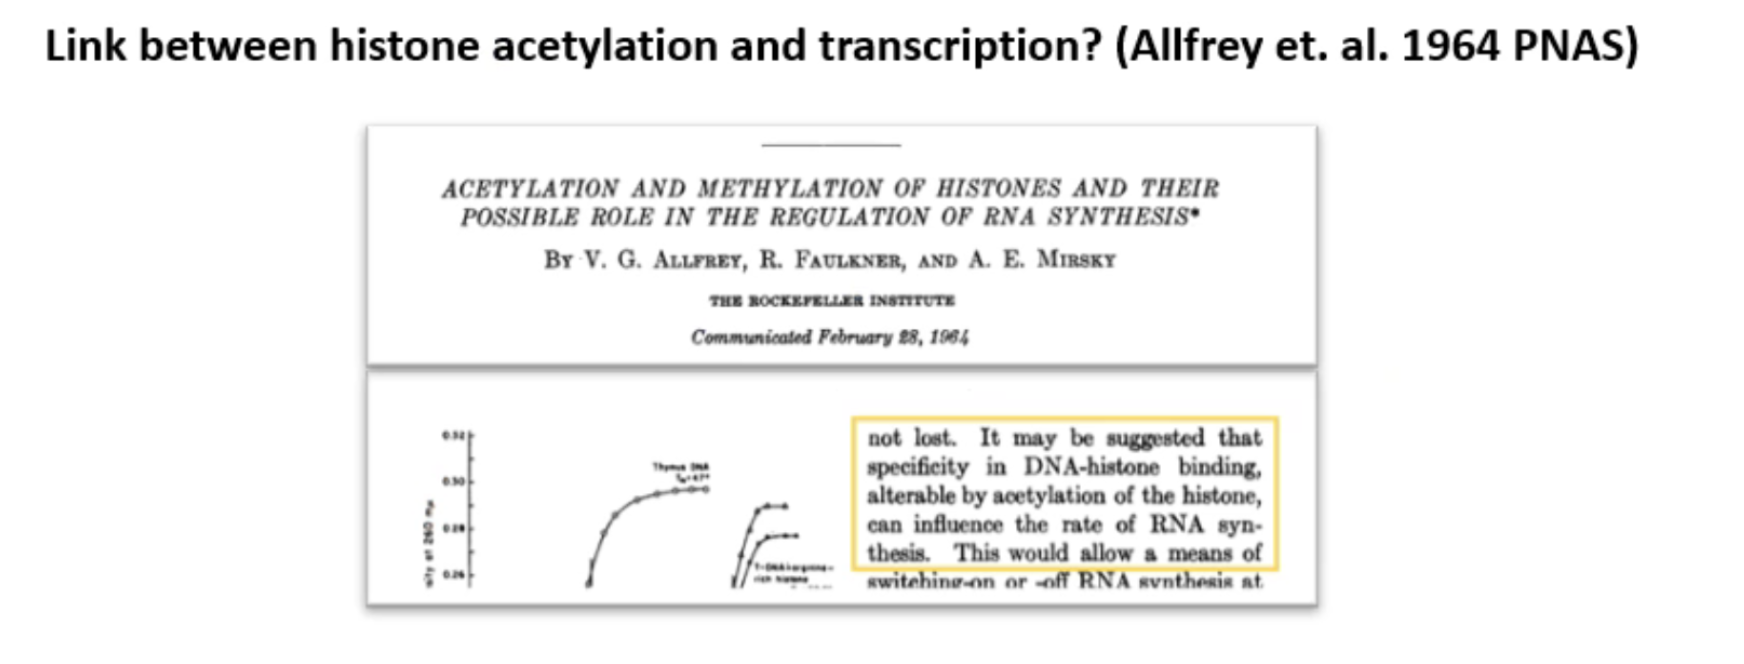 Link between histone acetylation and transcription? (Allfrey et. al. 1964 PNAS)
ACETYLATION AND METHYLATION OF HISTONES AND THEIR
POSSIBLE ROLE IN THE REGULATION OF RNA SYNTHESIS*
By V. G. Allfrey, R. Faulkner, and A. E. Mirsky
THE ROCKEFELLER INSTITUTE
Communicated February 28, 1964
0.32
0.30
0.28
0.26
at 260 mμ
Thymus DNA
rich histone
not lost. It may be suggested that
specificity in DNA-histone binding,
alterable by acetylation of the histone,
can influence the rate of RNA syn-
thesis. This would allow a means of
switching-on or -off RNA synthesis at